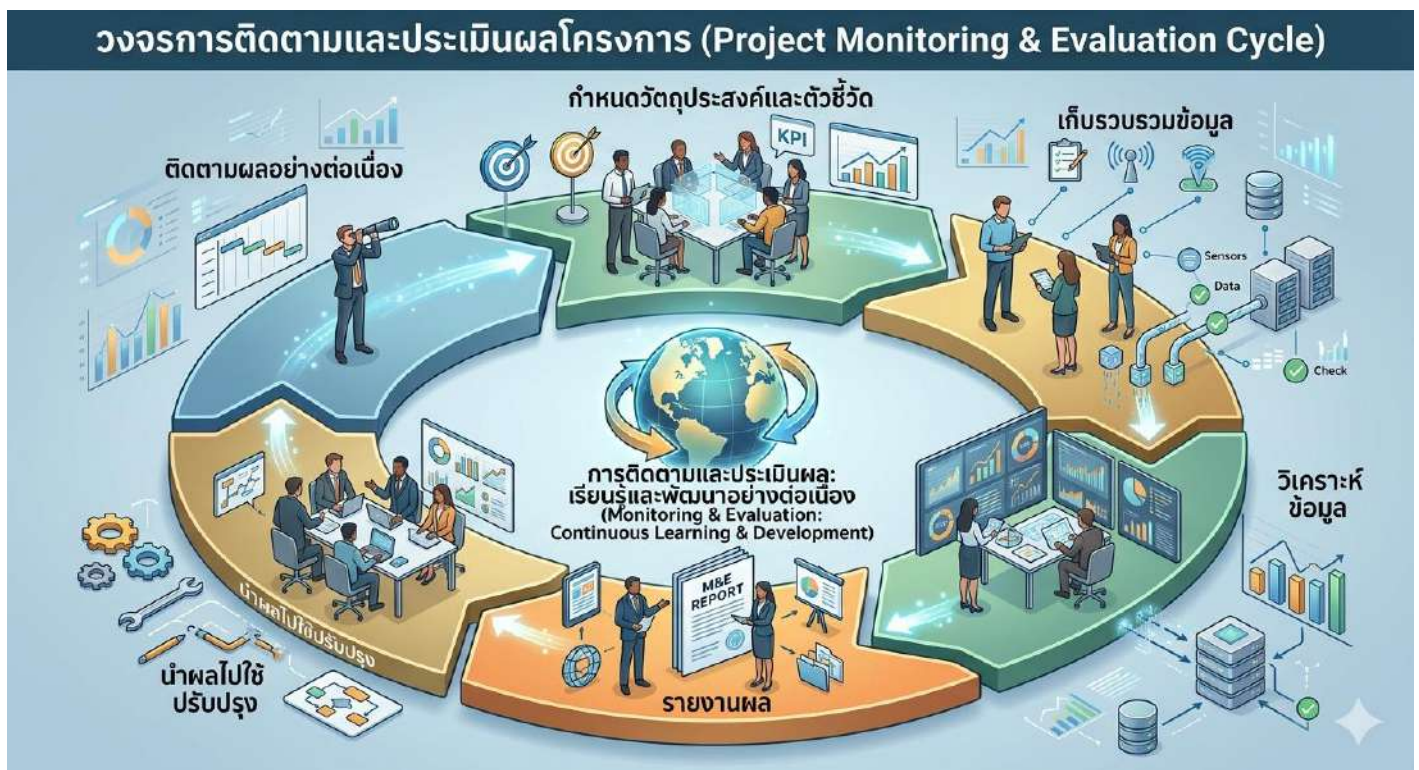 วงจรการติดตามและประเมินผลโครงการ (Project Monitoring & Evaluation Cycle)
กำหนดวัตถุประสงค์และตัวชี้วัด
KPI
เก็บรวบรวมข้อมูล
ติดตามผลอย่างต่อเนื่อง
Sensors
Data
Check
การติดตามและประเมินผล:
เรียนรู้และพัฒนาอย่างต่อเนื่อง
(Monitoring & Evaluation:
Continuous Learning & Development)
วิเคราะห์
ข้อมูล
M&E
REPORT
นำผลไปใช้ปรับปรุง
นำผลไปใช้
ปรับปรุง
รายงานผล